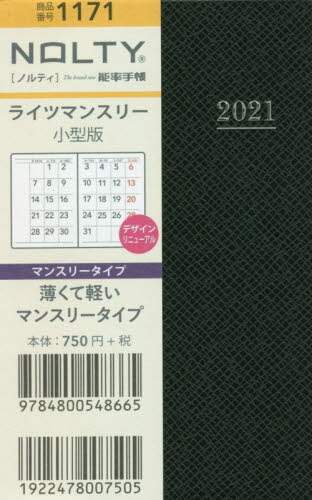 商品番号 1171
NOLTY®
[ノルティ] The brand new 能率手帳
ライツマンスリー
小型版
1 2 3 4 5 6
7 8 9 10 11 12 13
14 15 16 17 18 19 20
21 22 23 24 25 26
28 29 30 31
デザイン
リニューアル
マンスリータイプ
薄くて軽い
マンスリータイプ
本体:750円+税
9784800548665
1922478007505
2021